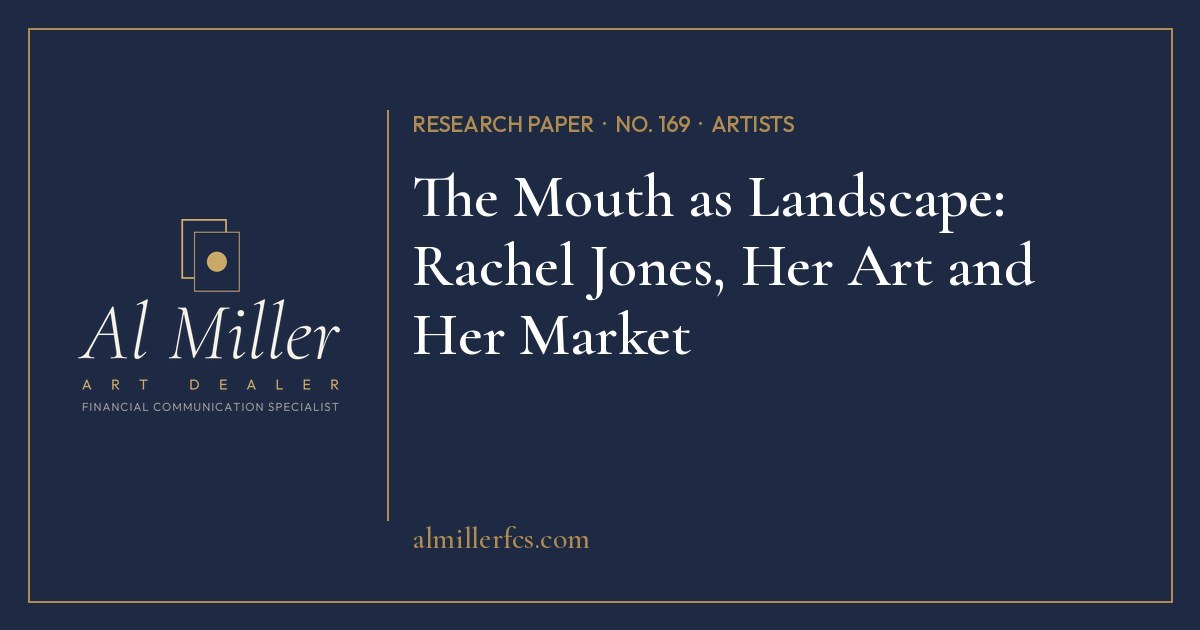 Al Miller
ART DEALER
FINANCIAL COMMUNICATION SPECIALIST
RESEARCH PAPER · NO. 169 · ARTISTS
The Mouth as Landscape:
Rachel Jones, Her Art and
Her Market
almillerfcs.com